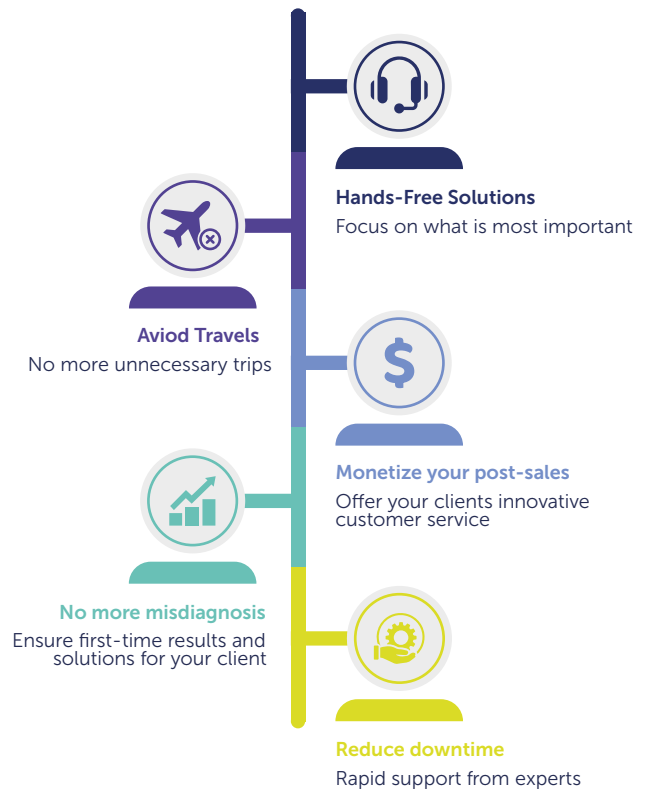 Hands-Free Solutions
Focus on what is most important
Aviod Travels
No more unnecessary trips
Monetize your post-sales
Offer your clients innovative
customer service
No more misdiagnosis
Ensure first-time results and
solutions for your client
Reduce downtime
Rapid support from experts